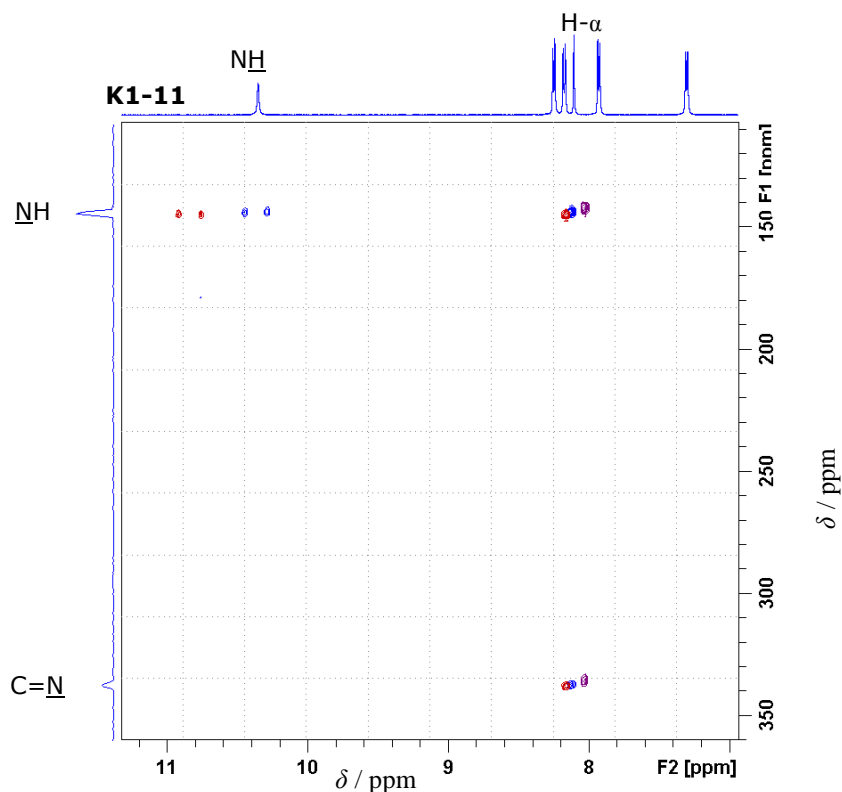 H-α
NH
K1-11
NH
C=N
F1 [ppm]
150
200
250
300
350
δ / ppm
11
10
9
8
F2 [ppm]
δ / ppm